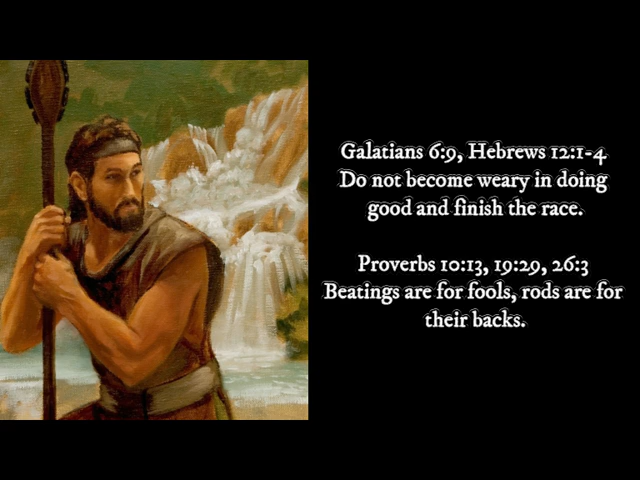 Galatians 6:9, Hebrews 12:1-4
Do not become weary in doing
good and finish the race.
Proverbs 10:13, 19:29, 26:3
Beatings are for fools, rods are for
their backs.